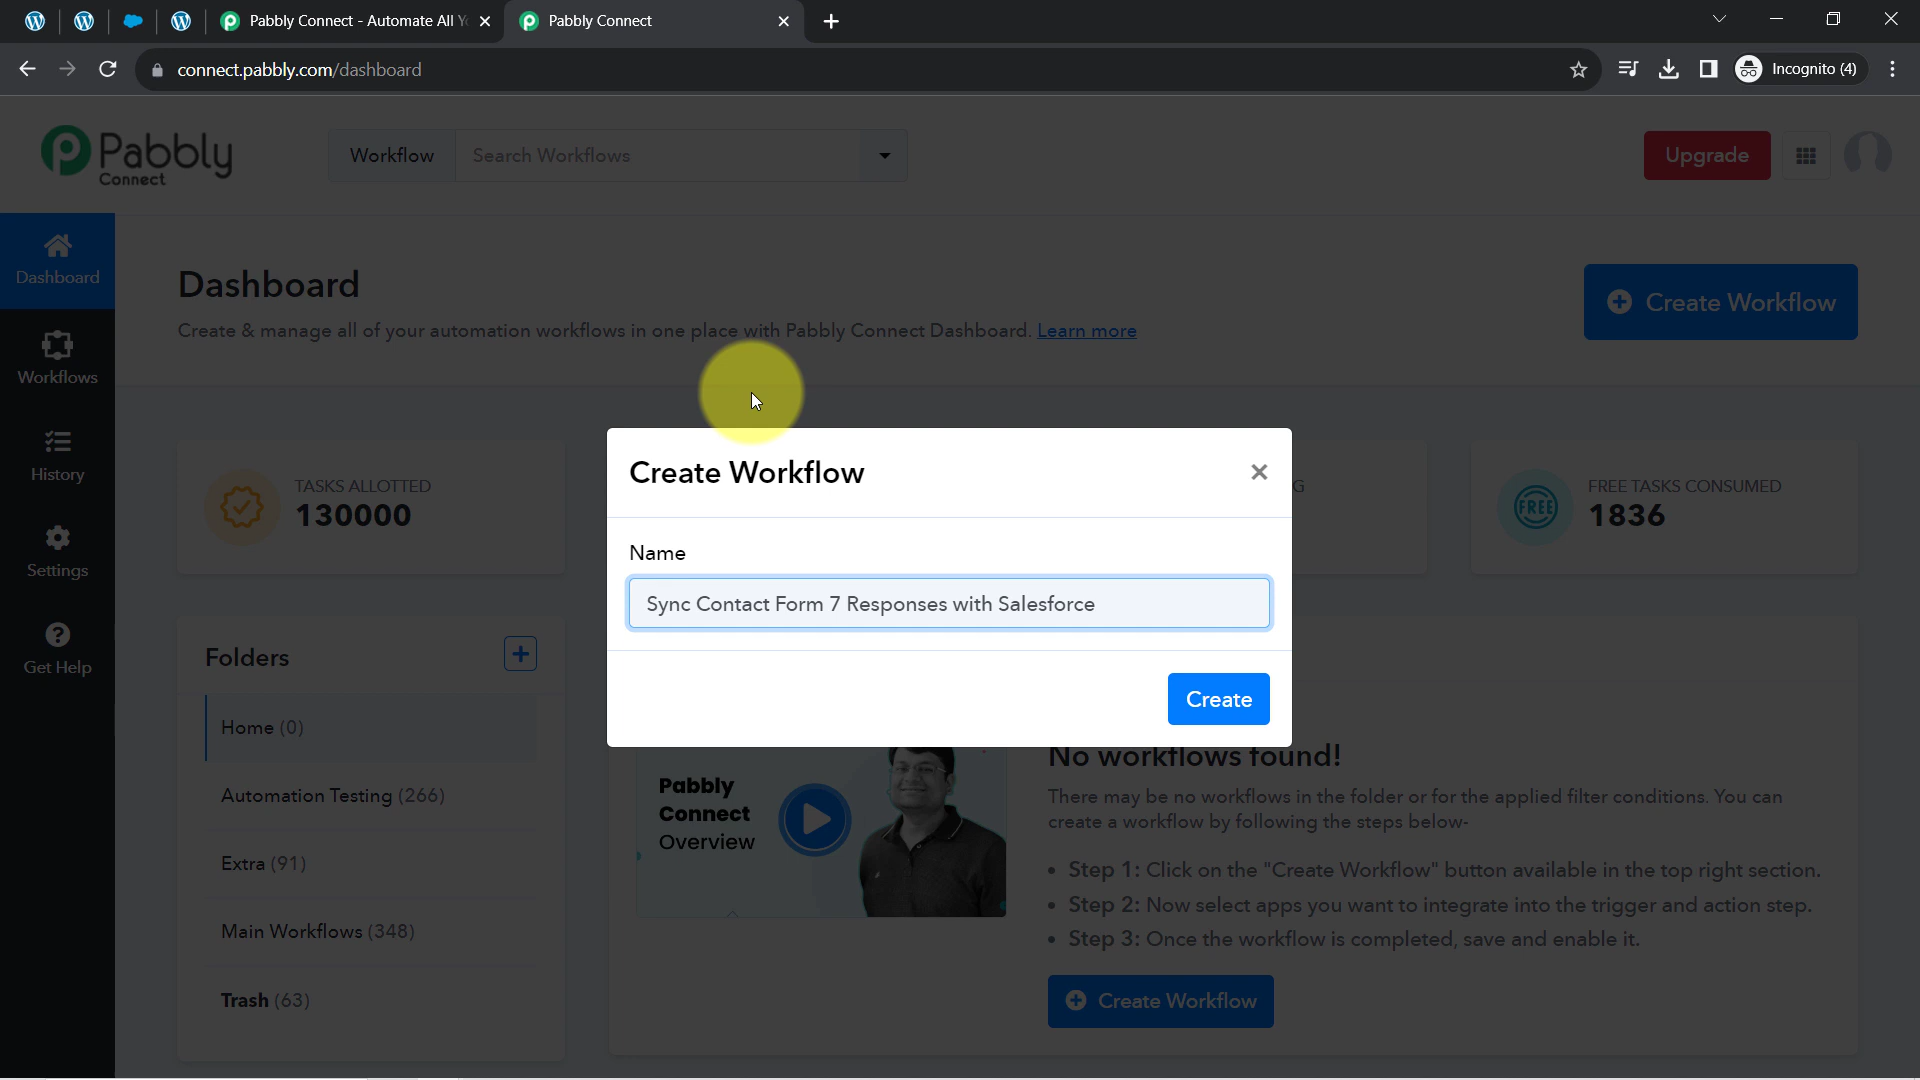 Pabbly Connect - Automate All Y
Pabbly Connect
connect.pabbly.com/dashboard
Incognito (4)
Pabbly
Connect
Workflow
Search Workflows
Upgrade
Dashboard
Workflows
History
Settings
Get Help
Dashboard
Create & manage all of your automation workflows in one place with Pabbly Connect Dashboard. Learn more
Create Workflow
TASKS ALLOTTED
130000
G
FREE
FREE TASKS CONSUMED
1836
Create Workflow
Name
Sync Contact Form 7 Responses with Salesforce
Create
Folders
Home (0)
Automation Testing (266)
Extra (91)
Main Workflows (348)
Trash (63)
Pabbly
Connect
Overview
No workflows found!
There may be no workflows in the folder or for the applied filter conditions. You can
create a workflow by following the steps below-
• Step 1: Click on the "Create Workflow" button available in the top right section.
• Step 2: Now select apps you want to integrate into the trigger and action step.
• Step 3: Once the workflow is completed, save and enable it.
Create Workflow